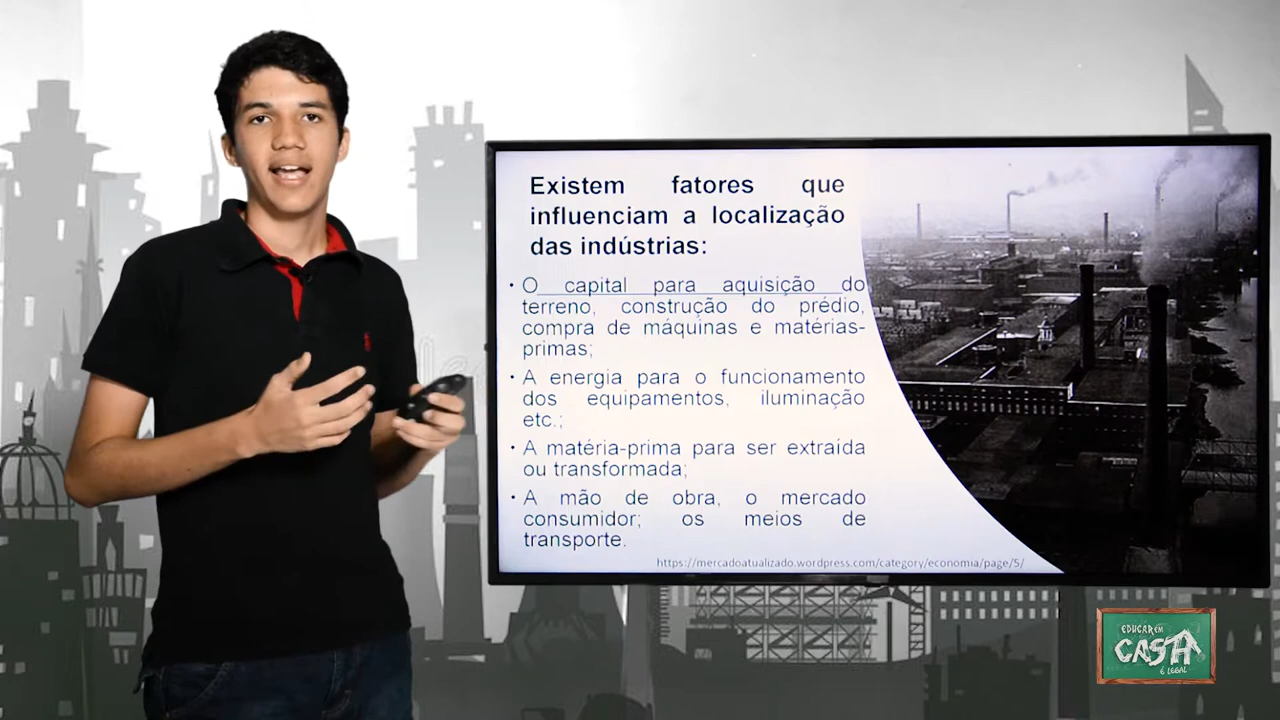 Existem fatores que
influenciam a localização
das indústrias:
• O capital para aquisição do
terreno, construção do prédio,
compra de máquinas e matérias-
primas;
• A energia para o funcionamento
dos equipamentos, iluminação
etc.;
• A matéria-prima para ser extraída
ou transformada;
• A mão de obra, o mercado
consumidor; os meios de
transporte.
https://mercadoatualizado.wordpress.com/category/economia/page/5/
EDUCAR EM
CASA
É LEGAL